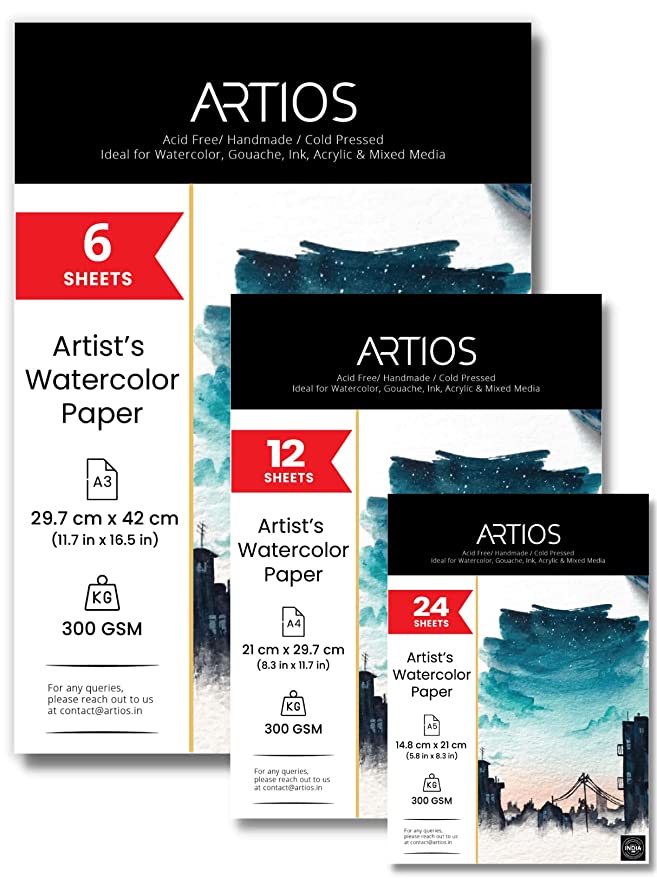 ARTIOS
Acid Free/ Handmade / Cold Pressed
Ideal for Watercolor, Gouache, Ink, Acrylic & Mixed Media
6
SHEETS
Artist's
Watercolor
Paper
A3
29.7 cm x 42 cm
(11.7 in x 16.5 in)
KG
300 GSM
For any queries,
please reach out to us
at contact@artios.in
ARTIOS
Acid Free/ Handmade / Cold Pressed
Ideal for Watercolor, Gouache, Ink, Acrylic & Mixed Media
12
SHEETS
Artist's
Watercolor
Paper
A4
21 cm x 29.7 cm
(8.3 in x 11.7 in)
KG
300 GSM
For any queries,
please reach out to us
at contact@artios.in
ARTIOS
Acid Free/ Handmade / Cold Pressed
Ideal for Watercolor, Gouache, Ink, Acrylic & Mixed Media
24
SHEETS
Artist's
Watercolor
Paper
A5
14.8 cm x 21 cm
(5.8 in x 8.3 in)
KG
300 GSM
For any queries,
please reach out to us
at contact@artios.in
INDIA